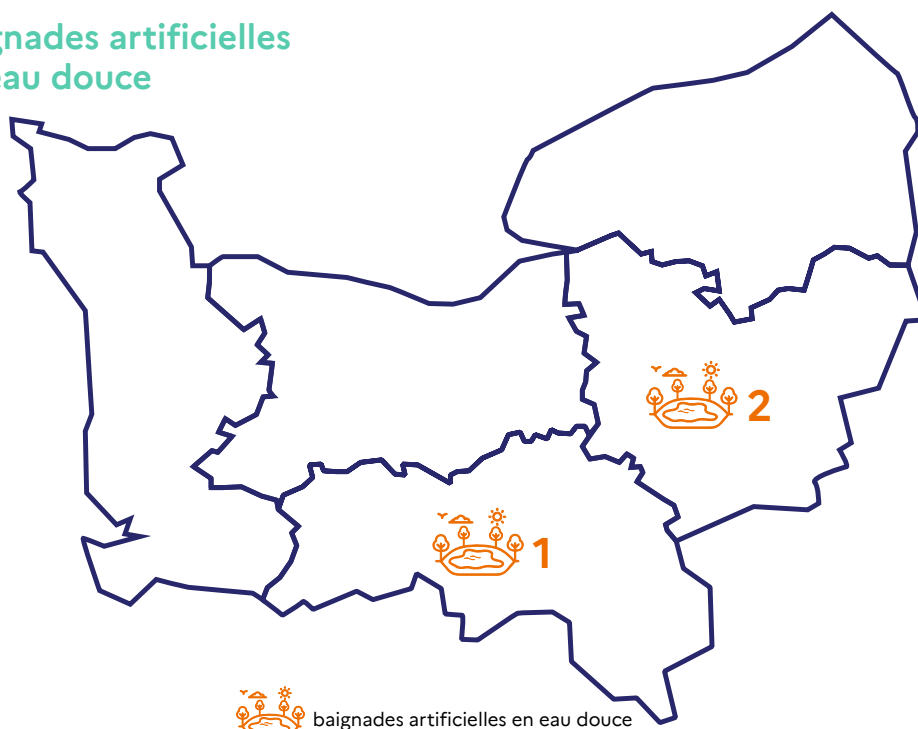 gnades artificielles
eau douce
2
1
baignades artificielles en eau douce